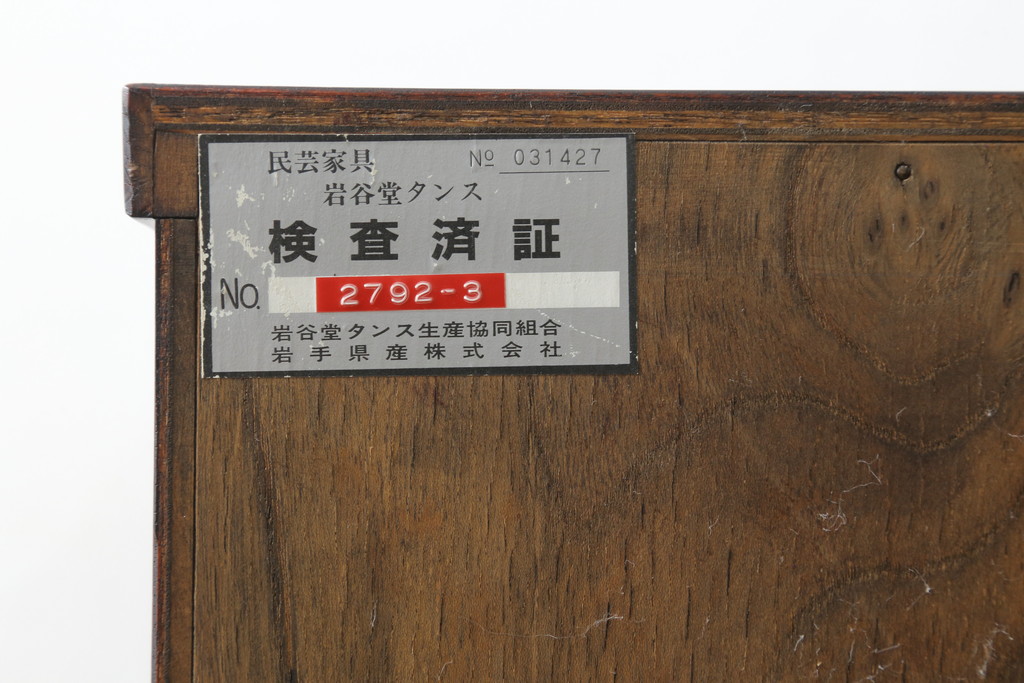 民芸家具 № 031427
岩谷堂タンス
検査済証
No. 2792-3
岩谷堂タンス生産協同組合
岩手県産株式会社